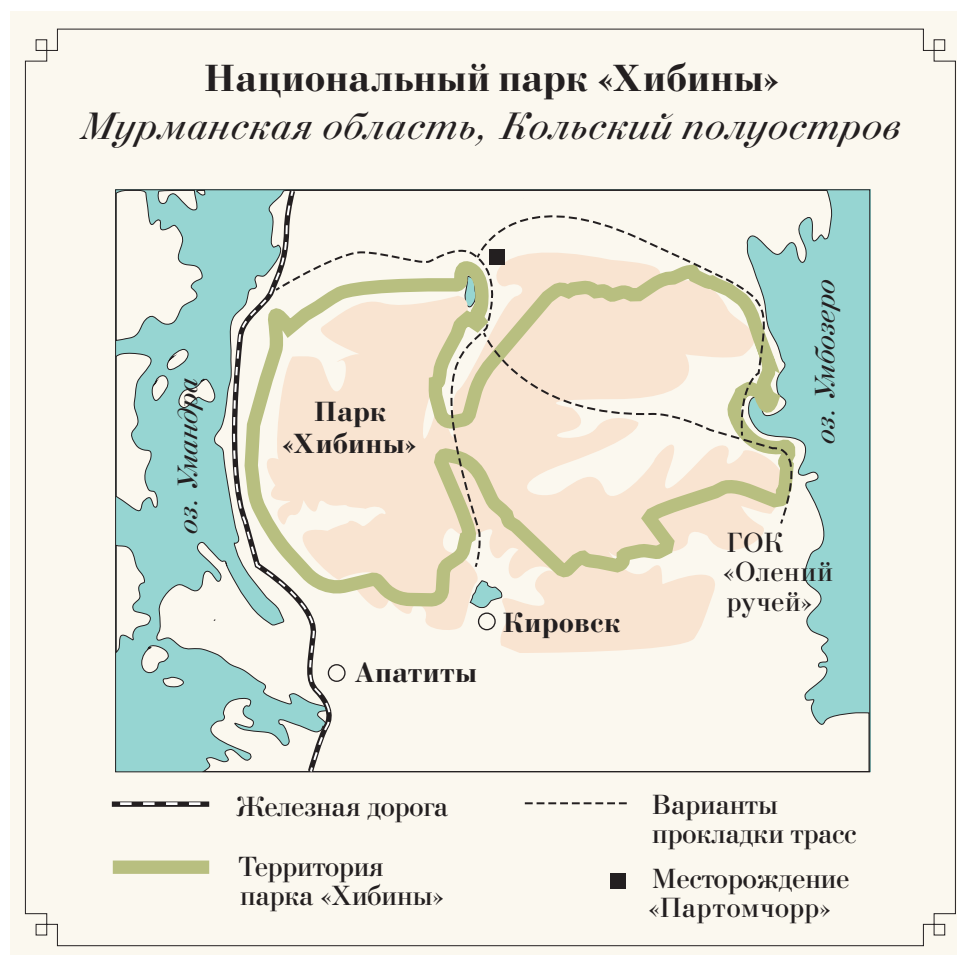 Национальный парк «Хибины»
Мурманская область, Кольский полуостров
оз. Умандра
Парк
«Хибины»
оз. Умбозеро
ГОК
«Олений
ручей»
Кировск
Апатиты
Железная дорога
Территория
парка «Хибины»
Варианты
прокладки трасс
Месторождение
«Партомчорр»